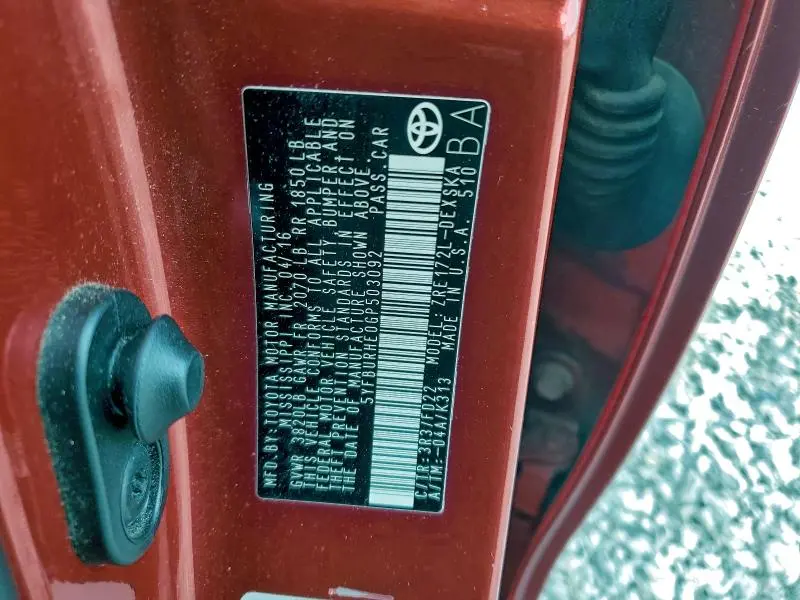 MFD. BY: TOYOTA MOTOR MANUFACTURING
MISSISSIPPI, INC. 04/16
GVWR 3820LB GAWR FR 2070 LB RR 1850 LB
THIS VEHICLE CONFORMS TO ALL APPLICABLE
FEDERAL MOTOR VEHICLE SAFETY, BUMPER AND
THEFT PREVENTION STANDARDS IN EFFECT ON
THE DATE OF MANUFACTURE SHOWN ABOVE.
5YFBURHE0GP503092 PASS. CAR
C/TR:3R3/FD22 MODEL: ZRE172L-DEXSKA
A/TM:-04A/K313 MADE IN U.S.A. 510 BA